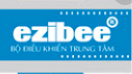 ezibee®
BỘ ĐIỀU KHIỂN TRUNG TÂM